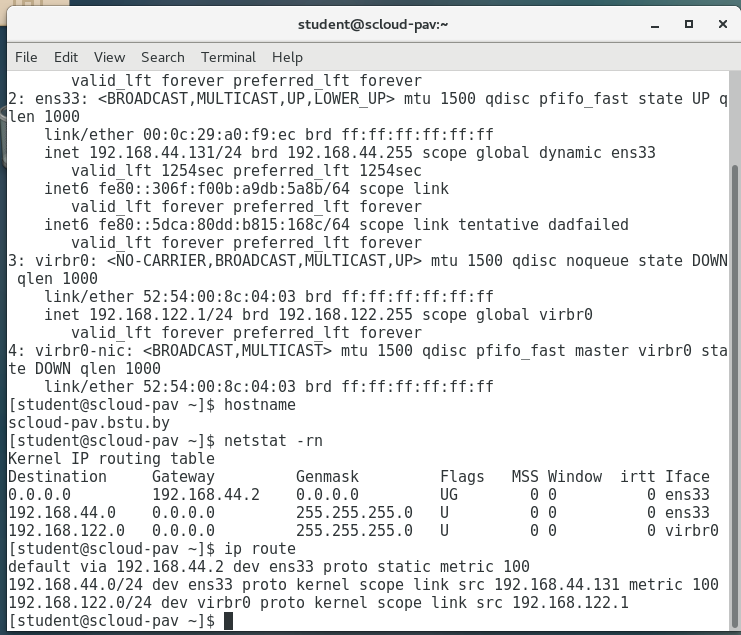 student@scloud-pav:~
File Edit View Search Terminal Help
       valid_lft forever preferred_lft forever
2: ens33: <BROADCAST,MULTICAST,UP,LOWER_UP> mtu 1500 qdisc pfifo_fast state UP q
len 1000
    link/ether 00:0c:29:a0:f9:ec brd ff:ff:ff:ff:ff:ff
    inet 192.168.44.131/24 brd 192.168.44.255 scope global dynamic ens33
       valid_lft 1254sec preferred_lft 1254sec
    inet6 fe80::306f:f00b:a9db:5a8b/64 scope link
       valid_lft forever preferred_lft forever
    inet6 fe80::5dca:80dd:b815:168c/64 scope link tentative dadfailed
       valid_lft forever preferred_lft forever
3: virbr0: <NO-CARRIER,BROADCAST,MULTICAST,UP> mtu 1500 qdisc noqueue state DOWN
 qlen 1000
    link/ether 52:54:00:8c:04:03 brd ff:ff:ff:ff:ff:ff
    inet 192.168.122.1/24 brd 192.168.122.255 scope global virbr0
       valid_lft forever preferred_lft forever
4: virbr0-nic: <BROADCAST,MULTICAST> mtu 1500 qdisc pfifo_fast master virbr0 sta
te DOWN qlen 1000
    link/ether 52:54:00:8c:04:03 brd ff:ff:ff:ff:ff:ff
[student@scloud-pav ~]$ hostname
scloud-pav.bstu.by
[student@scloud-pav ~]$ netstat -rn
Kernel IP routing table
Destination     Gateway         Genmask         Flags   MSS Window  irtt Iface
0.0.0.0         192.168.44.2    0.0.0.0         UG        0 0          0 ens33
192.168.44.0    0.0.0.0         255.255.255.0   U         0 0          0 ens33
192.168.122.0   0.0.0.0         255.255.255.0   U         0 0          0 virbr0
[student@scloud-pav ~]$ ip route
default via 192.168.44.2 dev ens33 proto static metric 100
192.168.44.0/24 dev ens33 proto kernel scope link src 192.168.44.131 metric 100
192.168.122.0/24 dev virbr0 proto kernel scope link src 192.168.122.1
[student@scloud-pav ~]$